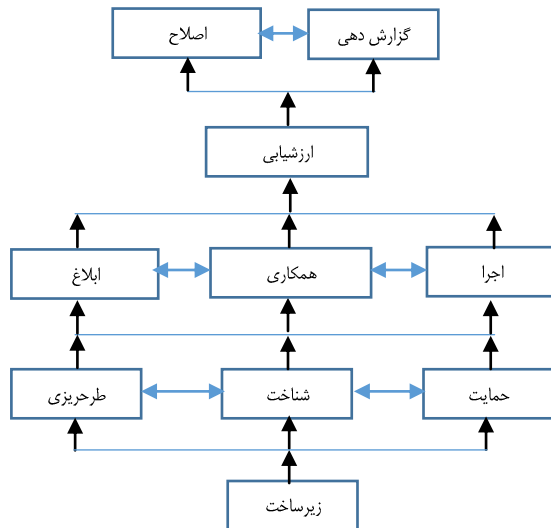 گزارش دهی
اصلاح
ارزشیابی
اجرا
همکاری
ابلاغ
حمایت
شناخت
طرحریزی
زیرساخت